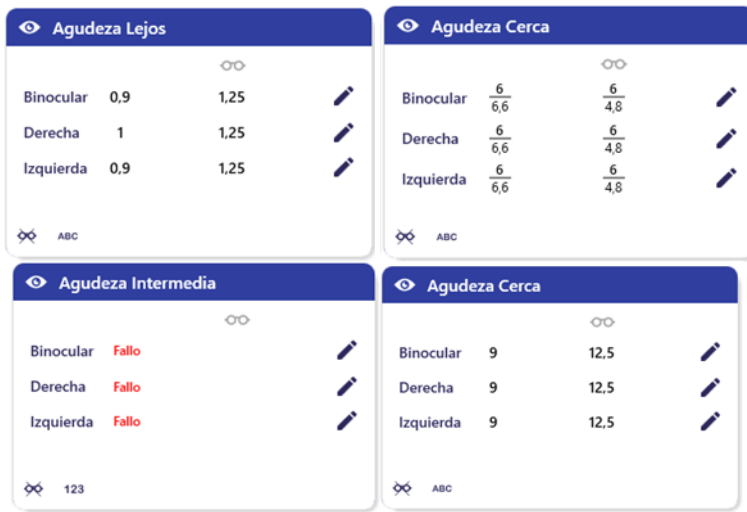 Agudeza Lejos
Binocular 0,9 1,25
Derecha 1 1,25
Izquierda 0,9 1,25
ABC
Agudeza Cerca
Binocular 6/6,6 6/4,8
Derecha 6/6,6 6/4,8
Izquierda 6/6,6 6/4,8
ABC
Agudeza Intermedia
Binocular Fallo
Derecha Fallo
Izquierda Fallo
123
Agudeza Cerca
Binocular 9 12,5
Derecha 9 12,5
Izquierda 9 12,5
ABC